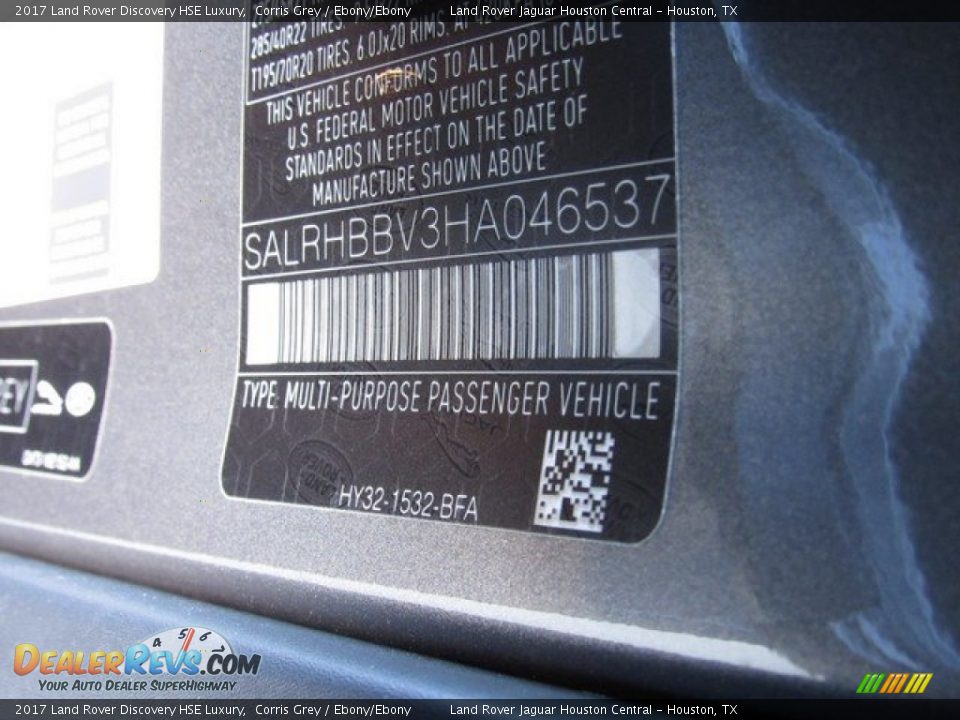 2017 Land Rover Discovery HSE Luxury, Corris Grey / Ebony/Ebony Land Rover Jaguar Houston Central - Houston, TX
285/40R22 TIRES.
T195/70R20 TIRES. 6.0Jx20 RIMS. AT
THIS VEHICLE CONFORMS TO ALL APPLICABLE
U.S. FEDERAL MOTOR VEHICLE SAFETY
STANDARDS IN EFFECT ON THE DATE OF
MANUFACTURE SHOWN ABOVE
SALRHBBV3HA046537
TYPE: MULTI-PURPOSE PASSENGER VEHICLE
HY32-1532-BFA
DEALERREVS.COM
YOUR AUTO DEALER SUPERHIGHWAY
2017 Land Rover Discovery HSE Luxury, Corris Grey / Ebony/Ebony Land Rover Jaguar Houston Central - Houston, TX